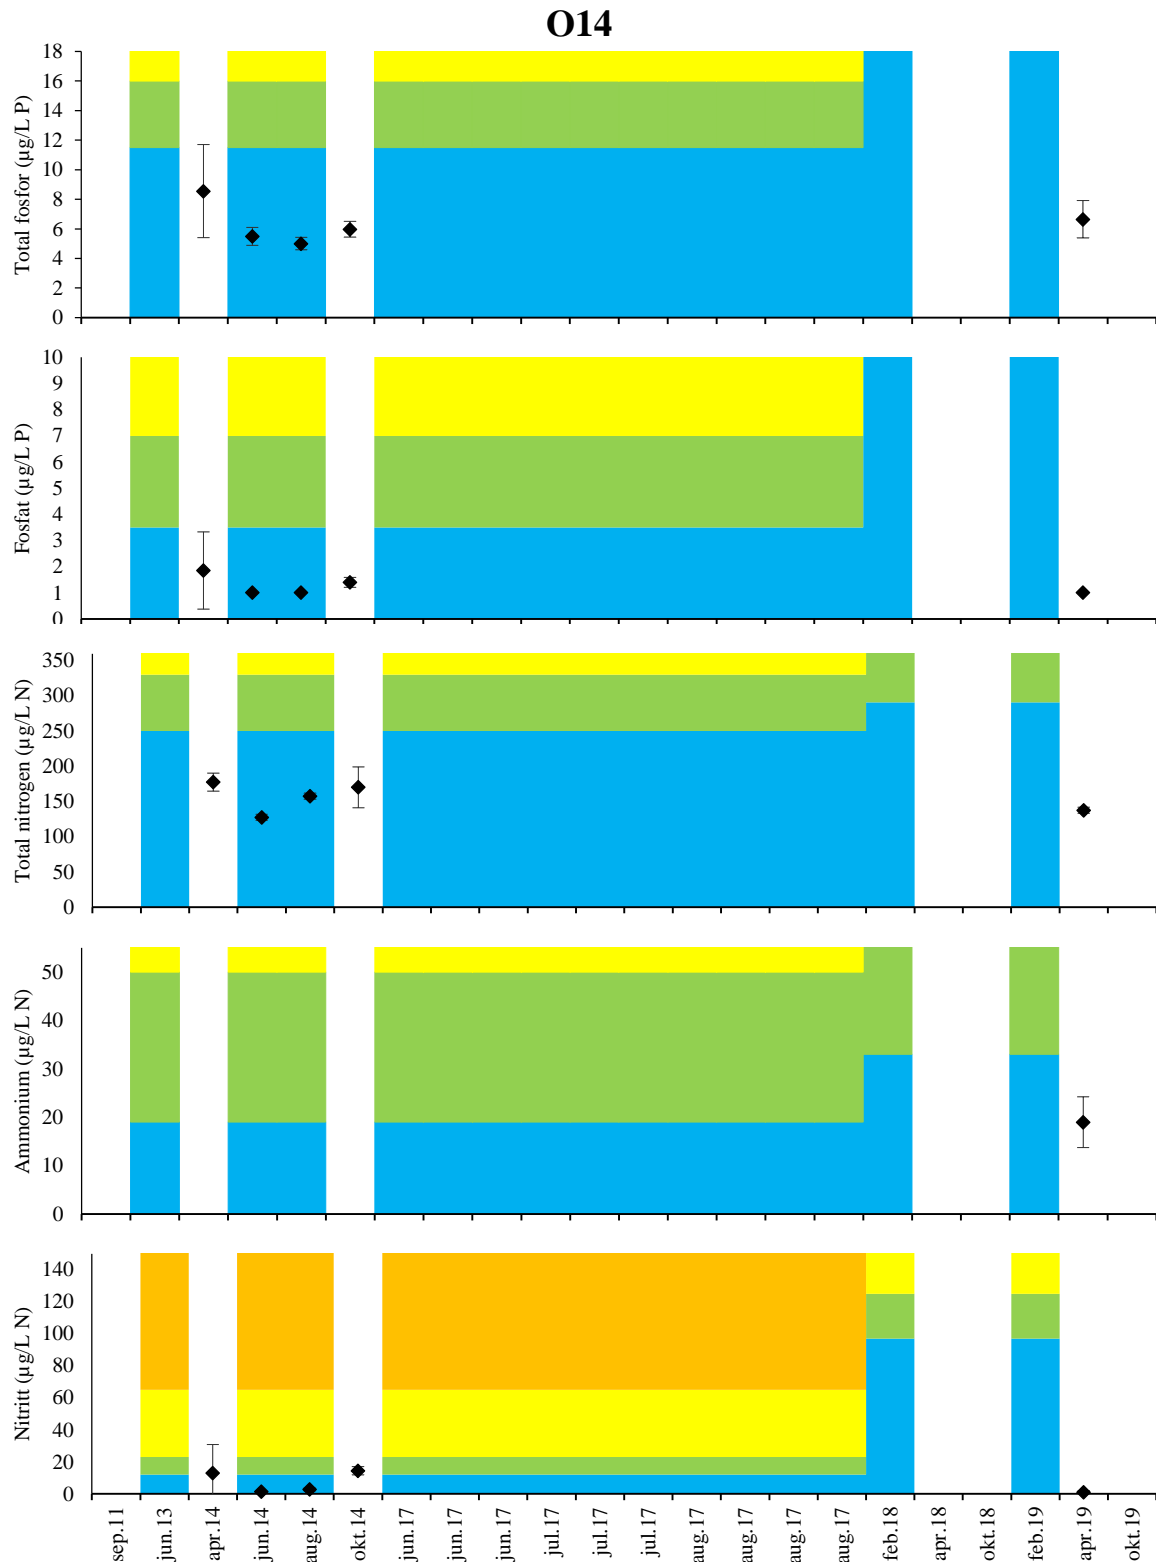 O14
Total fosfor (µg/L P)
18
16
14
12
10
8
6
4
2
0
Fosfat (µg/L P)
10
9
8
7
6
5
4
3
2
1
0
Total nitrogen (µg/L N)
350
300
250
200
150
100
50
0
Ammonium (µg/L N)
50
40
30
20
10
0
Nitritt (µg/L N)
140
120
100
80
60
40
20
0
sep.11
jun.13
apr.14
jun.14
aug.14
okt.14
jun.17
jun.17
jun.17
jul.17
jul.17
jul.17
aug.17
aug.17
aug.17
aug.17
feb.18
apr.18
okt.18
feb.19
apr.19
okt.19